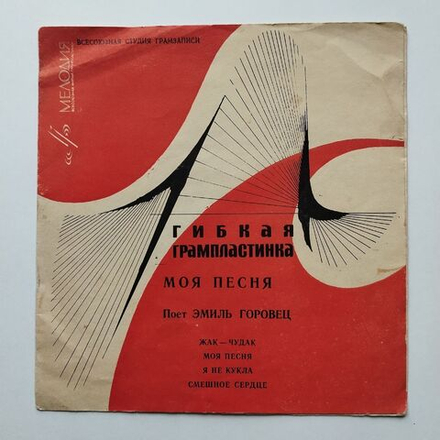 ВСЕСОЮЗНАЯ СТУДИЯ ГРАМЗАПИСИ
МЕЛОДИЯ
ГИБКАЯ
ГРАМПЛАСТИНКА
МОЯ ПЕСНЯ
Поет ЭМИЛЬ ГОРОВЕЦ
ЖАК — ЧУДАК
МОЯ ПЕСНЯ
Я НЕ КУКЛА
СМЕШНОЕ СЕРДЦЕ